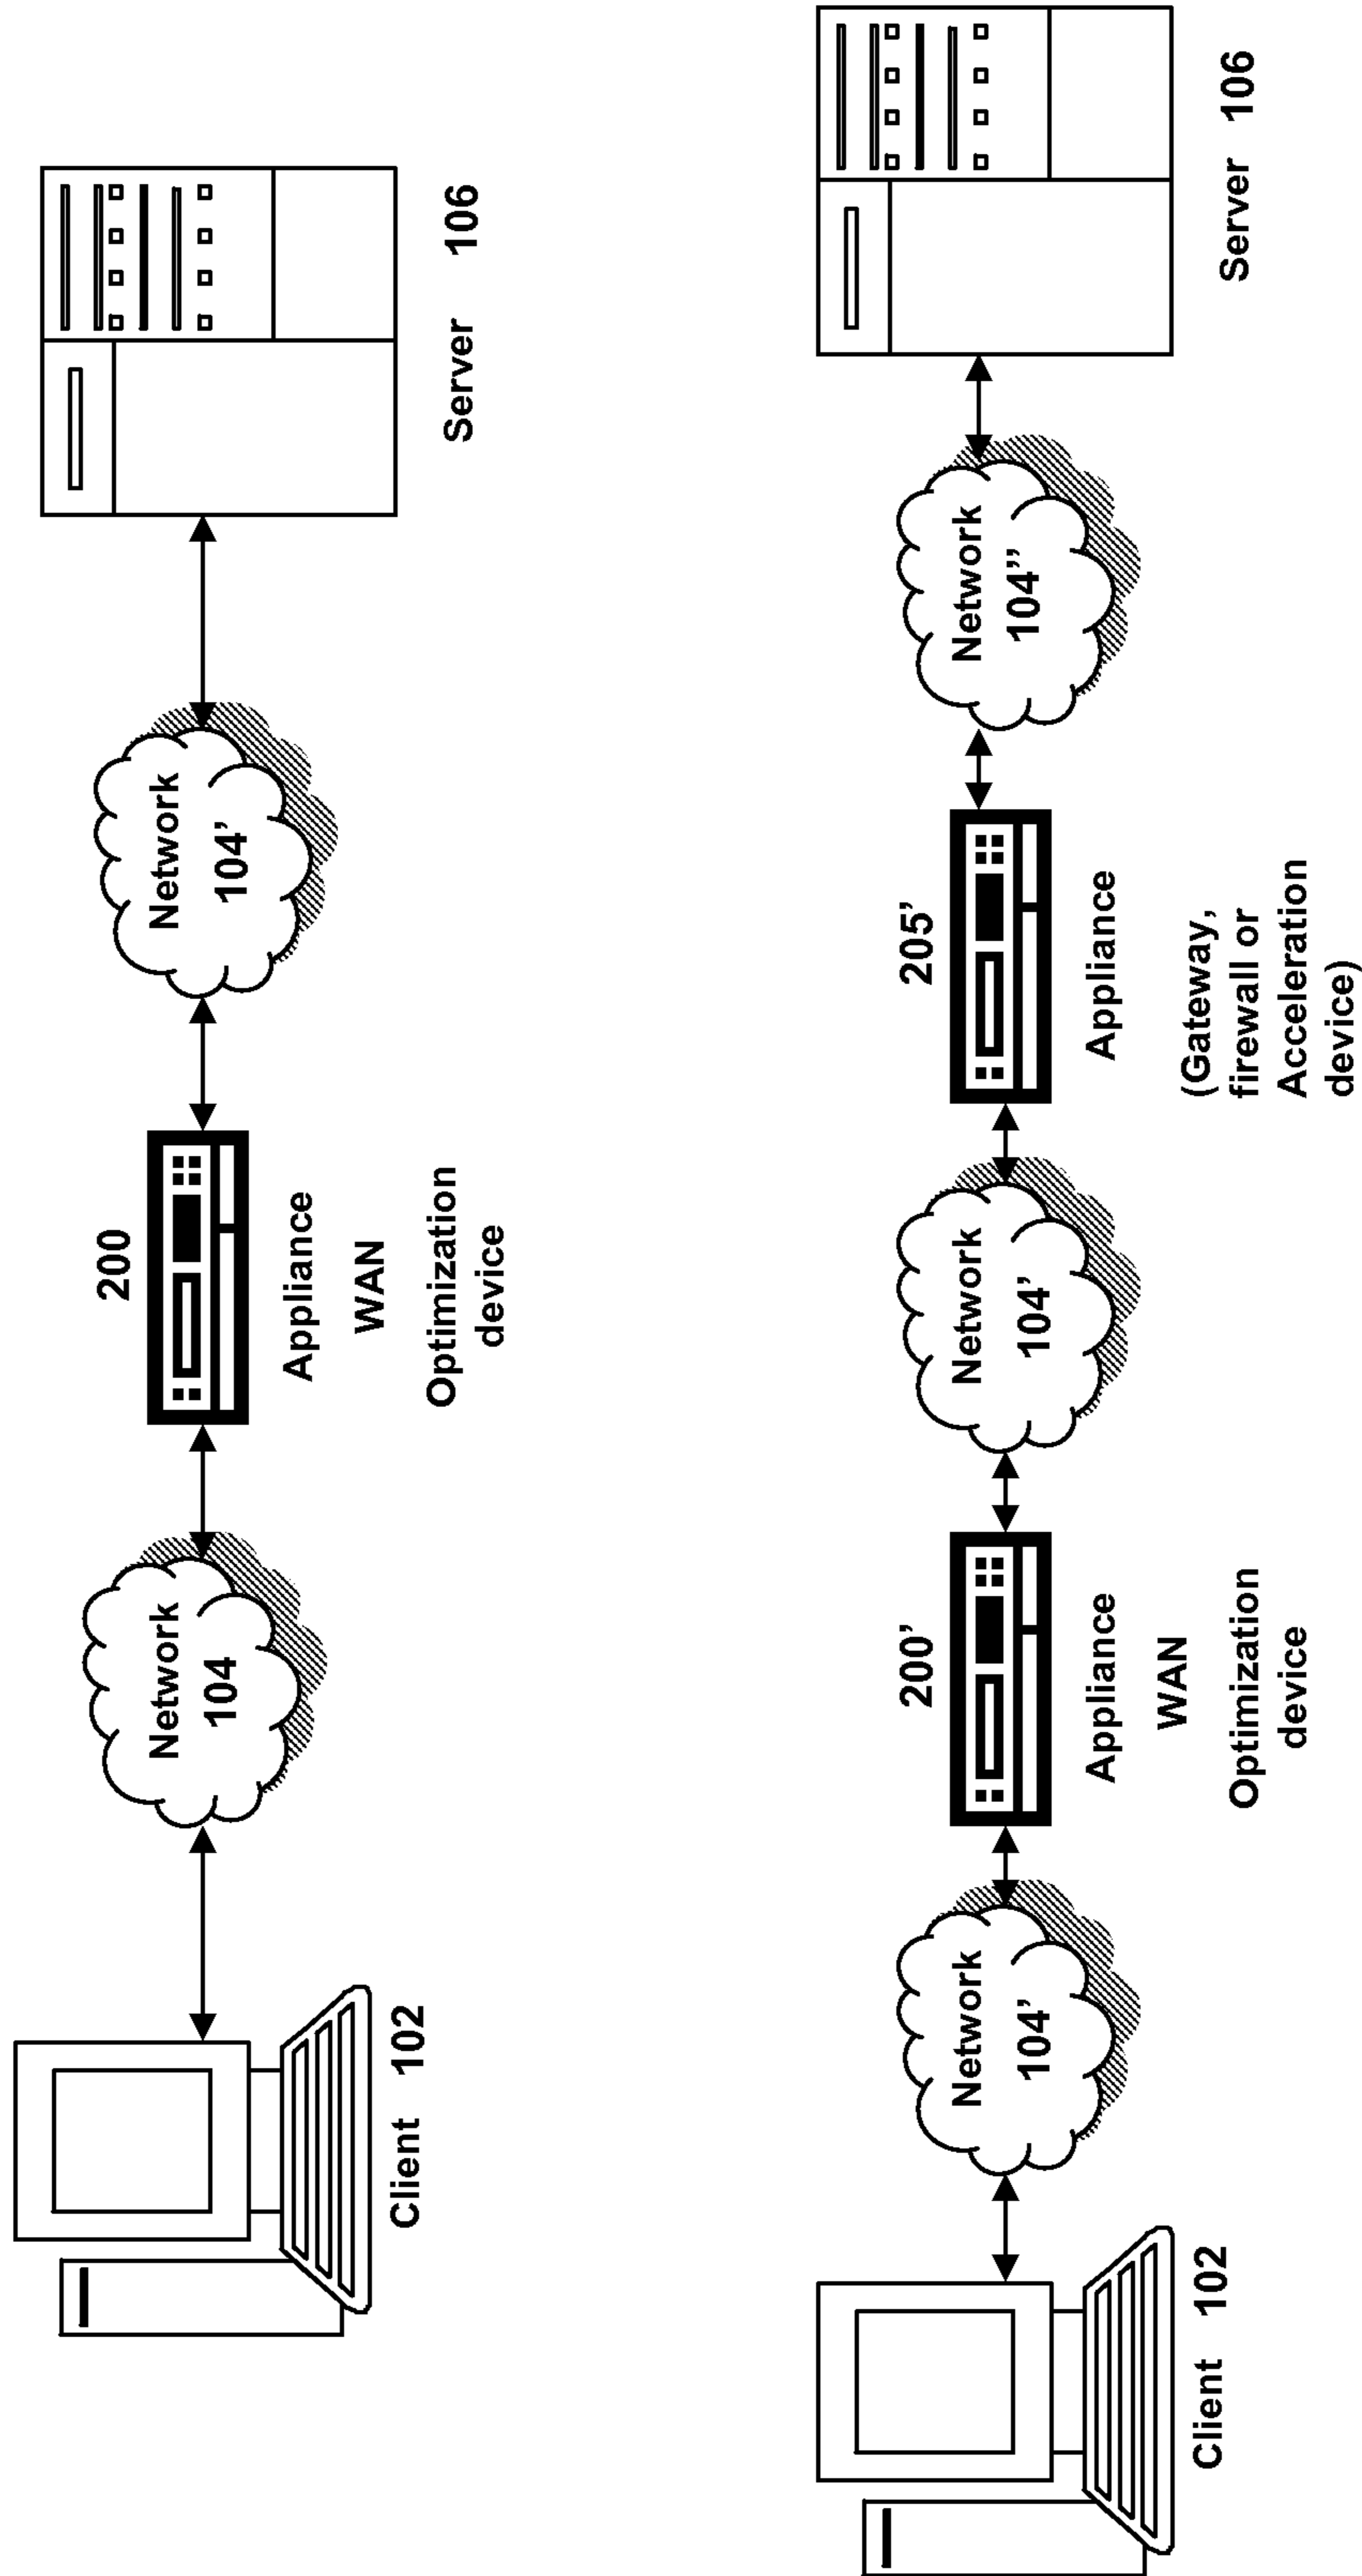 200
Network
104
Network
104'
Client 102
Appliance
WAN
Optimization
device
Server 106
200'
205'
Network
104'
Network
104'
Network
104’’
Client 102
Appliance
WAN
Optimization
device
Appliance
(Gateway,
firewall or
Acceleration
device)
Server 106